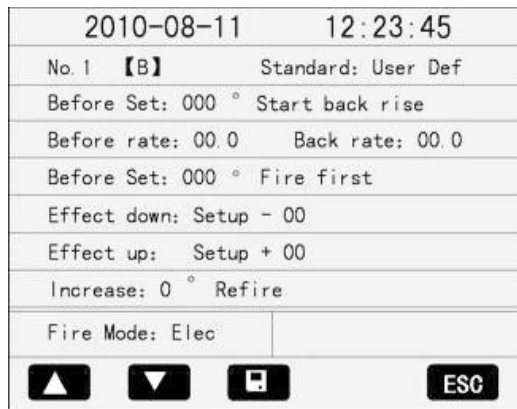 2010-08-11 12:23:45
No. 1 【B】 Standard: User Def
Before Set: 000 ° Start back rise
Before rate: 00.0 Back rate: 00.0
Before Set: 000 ° Fire first
Effect down: Setup - 00
Effect up: Setup + 00
Increase: 0 ° Refire
Fire Mode: Elec
ESC